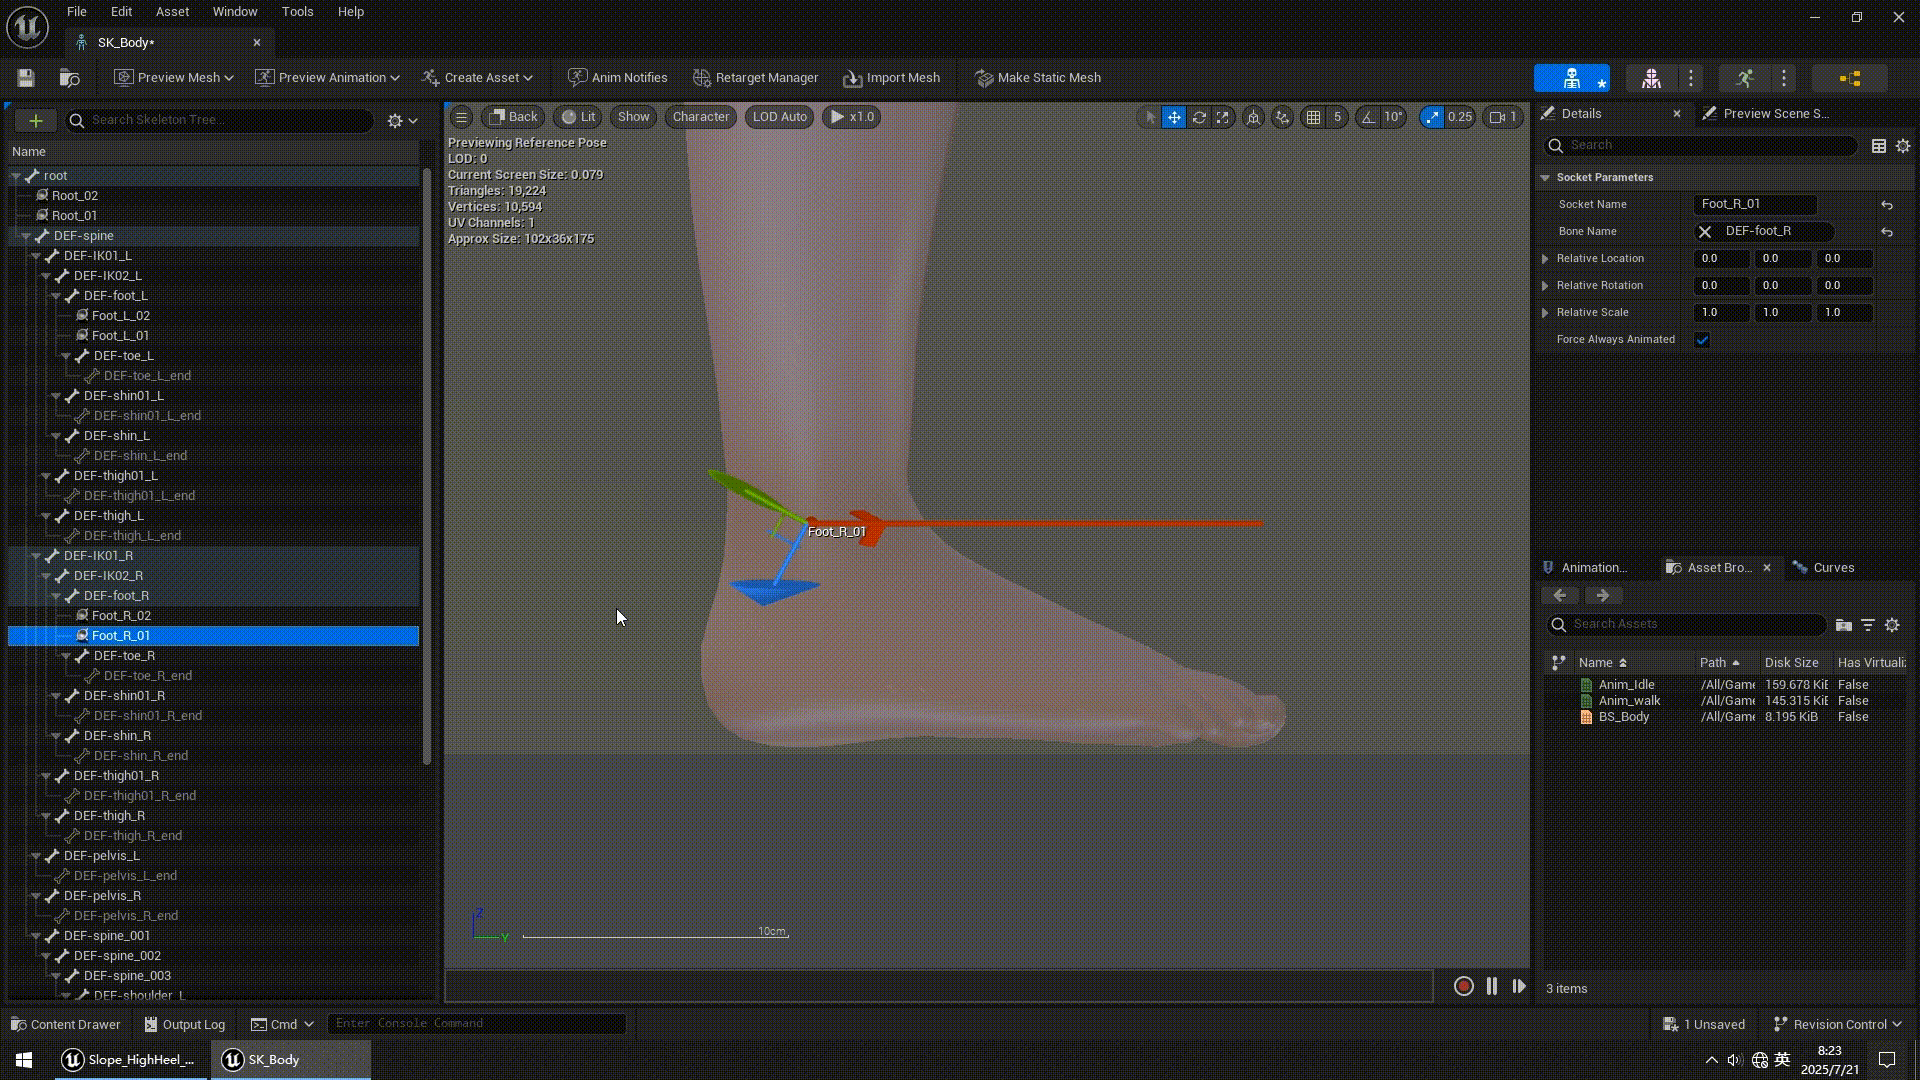 File Edit Asset Window Tools Help
SK_Body*
Preview Mesh Preview Animation Create Asset Anim Notifies Retarget Manager Import Mesh Make Static Mesh
Search Skeleton Tree...
Name
root
Root_02
Root_01
DEF-spine
DEF-IK01_L
DEF-IK02_L
DEF-foot_L
Foot_L_02
Foot_L_01
DEF-toe_L
DEF-toe_L_end
DEF-shin01_L
DEF-shin01_L_end
DEF-shin_L
DEF-shin_L_end
DEF-thigh01_L
DEF-thigh01_L_end
DEF-thigh_L
DEF-thigh_L_end
DEF-IK01_R
DEF-IK02_R
DEF-foot_R
Foot_R_02
Foot_R_01
DEF-toe_R
DEF-toe_R_end
DEF-shin01_R
DEF-shin01_R_end
DEF-shin_R
DEF-shin_R_end
DEF-thigh01_R
DEF-thigh01_R_end
DEF-thigh_R
DEF-thigh_R_end
DEF-pelvis_L
DEF-pelvis_L_end
DEF-pelvis_R
DEF-pelvis_R_end
DEF-spine_001
DEF-spine_002
DEF-spine_003
DEF-shoulder_L
Back Lit Show Character LOD Auto x1.0 5 10° 0.25 1
Previewing Reference Pose
LOD: 0
Current Screen Size: 0.079
Triangles: 19,224
Vertices: 10,594
UV Channels: 1
Approx Size: 102x36x175
Foot_R_01
Z
Y
10cm
Details Preview Scene S...
Search
Socket Parameters
Socket Name Foot_R_01
Bone Name DEF-foot_R
Relative Location 0.0 0.0 0.0
Relative Rotation 0.0 0.0 0.0
Relative Scale 1.0 1.0 1.0
Force Always Animated
Animation... Asset Bro... Curves
Search Assets
Name Path Disk Size Has Virtuali
Anim_Idle /All/Game 159.678 KiB False
Anim_walk /All/Game 145.315 KiB False
BS_Body /All/Game 8.195 KiB False
3 items
Content Drawer Output Log Cmd Enter Console Command 1 Unsaved Revision Control
Slope_HighHeel_... SK_Body 英 8:23
2025/7/21